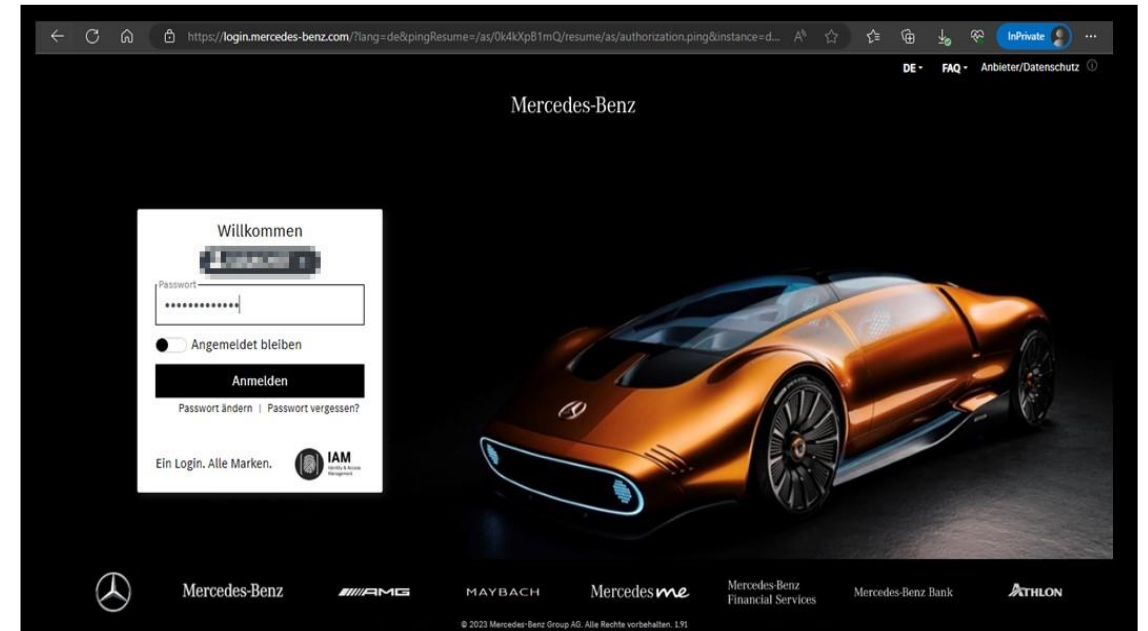 https://login.mercedes-benz.com/?lang=de&pingResume=/as/0k4kXpB1mQ/resume/as/authorization.ping&instance=d...
InPrivate
DE
FAQ
Anbieter/Datenschutz
Mercedes-Benz
Willkommen
Passwort
Angemeldet bleiben
Anmelden
Passwort ändern | Passwort vergessen?
Ein Login. Alle Marken.
IAM
Identity & Access
Management
Mercedes-Benz
AMG
MAYBACH
Mercedes me
Mercedes-Benz
Financial Services
Mercedes-Benz Bank
ATHLON
© 2023 Mercedes-Benz Group AG. Alle Rechte vorbehalten. 1.91